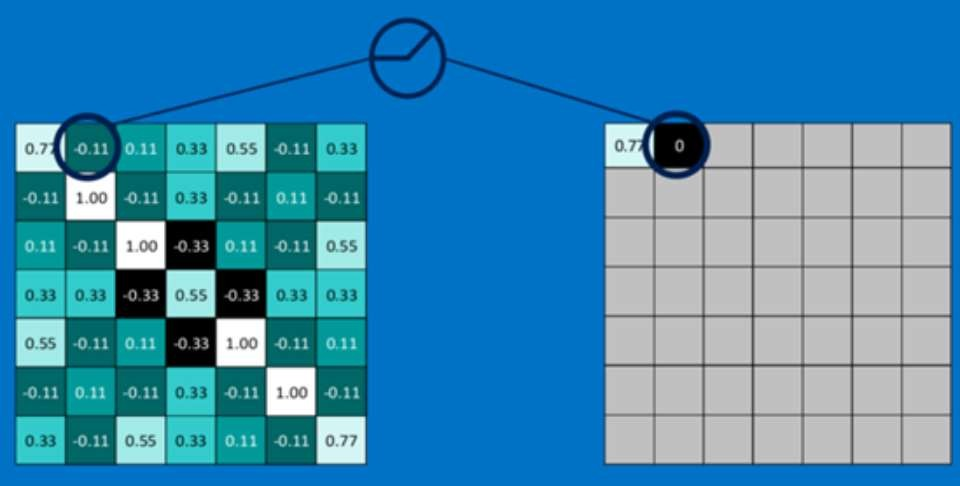 0.77 -0.11 0.11 0.33 0.55 -0.11 0.33
0.77 0
-0.11 1.00 -0.11 0.33 -0.11 0.11 -0.11
0.11 -0.11 1.00 -0.33 0.11 -0.11 0.55
0.33 0.33 -0.33 0.55 -0.33 0.33 0.33
0.55 -0.11 0.11 -0.33 1.00 -0.11 0.11
-0.11 0.11 -0.11 0.33 -0.11 1.00 -0.11
0.33 -0.11 0.55 0.33 0.11 -0.11 0.77